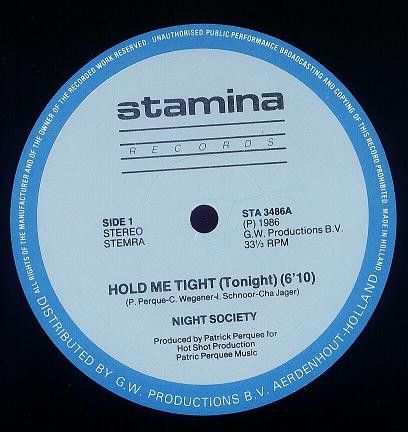 ALL RIGHTS OF THE MANUFACTURER AND OF THE OWNER OF THE RECORDED WORK RESERVED. UNAUTHORISED PUBLIC PERFORMANCE BROADCASTING AND COPYING OF THIS RECORD PROHIBITED. MADE IN HOLLAND
stamina
RECORDS
SIDE 1
STEREO
STEMRA
STA 3486A
(P) 1986
G.W. Productions B.V.
33⅓ RPM
HOLD ME TIGHT (Tonight) (6'10)
(P. Perque-C. Wegener-I. Schnoor-Cha Jager)
NIGHT SOCIETY
Produced by Patrick Perquee for
Hot Shot Production
Patric Perquee Music
DISTRIBUTED BY G.W. PRODUCTIONS B.V. AERDENHOUT-HOLLAND